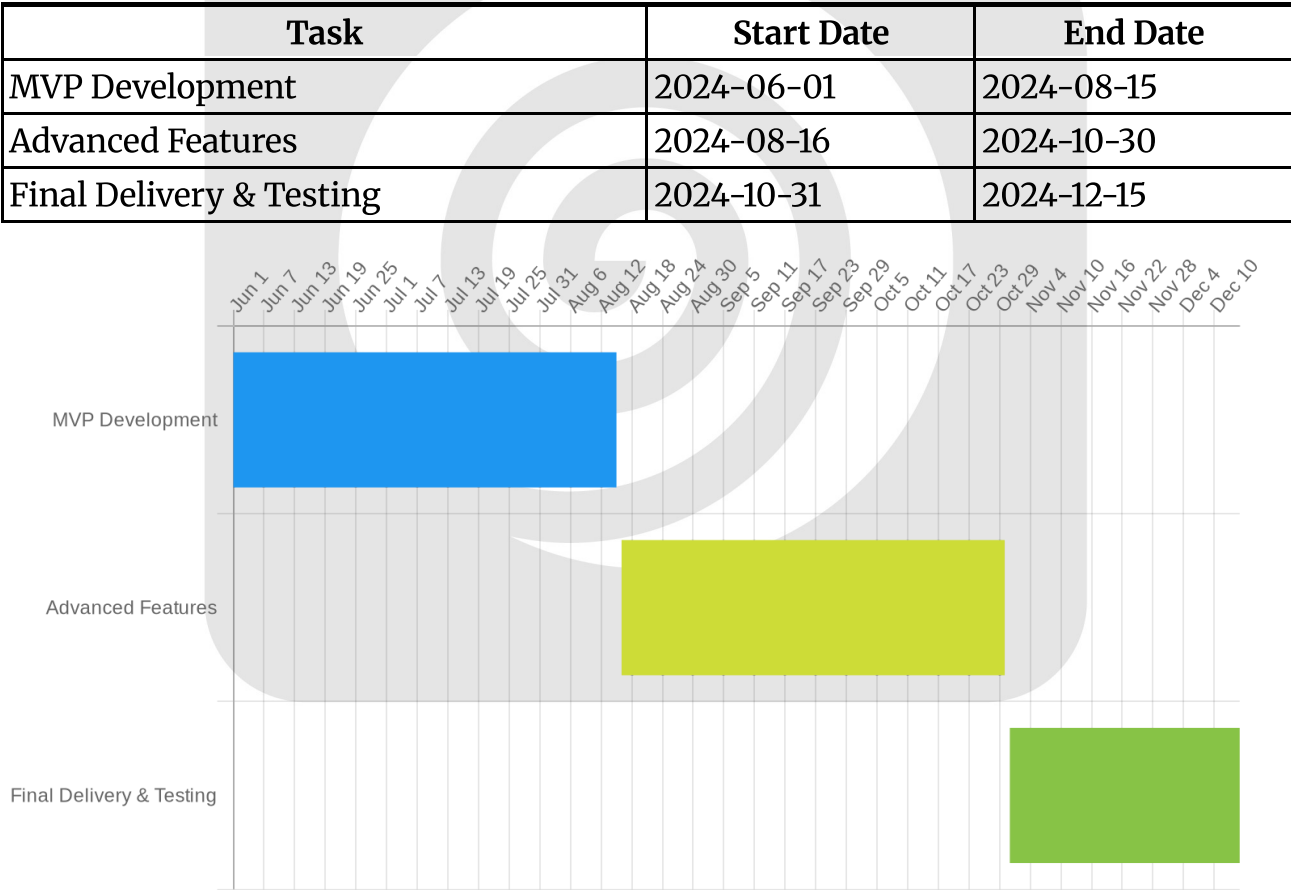 Task Start Date End Date
MVP Development 2024-06-01 2024-08-15
Advanced Features 2024-08-16 2024-10-30
Final Delivery & Testing 2024-10-31 2024-12-15
Jun 1 Jun 7 Jun 13 Jun 19 Jun 25 Jul 1 Jul 7 Jul 13 Jul 19 Jul 25 Jul 31 Aug 6 Aug 12 Aug 18 Aug 24 Aug 30 Sep 5 Sep 11 Sep 17 Sep 23 Sep 29 Oct 5 Oct 11 Oct 17 Oct 23 Oct 29 Nov 4 Nov 10 Nov 16 Nov 22 Nov 28 Dec 4 Dec 10
MVP Development
Advanced Features
Final Delivery & Testing